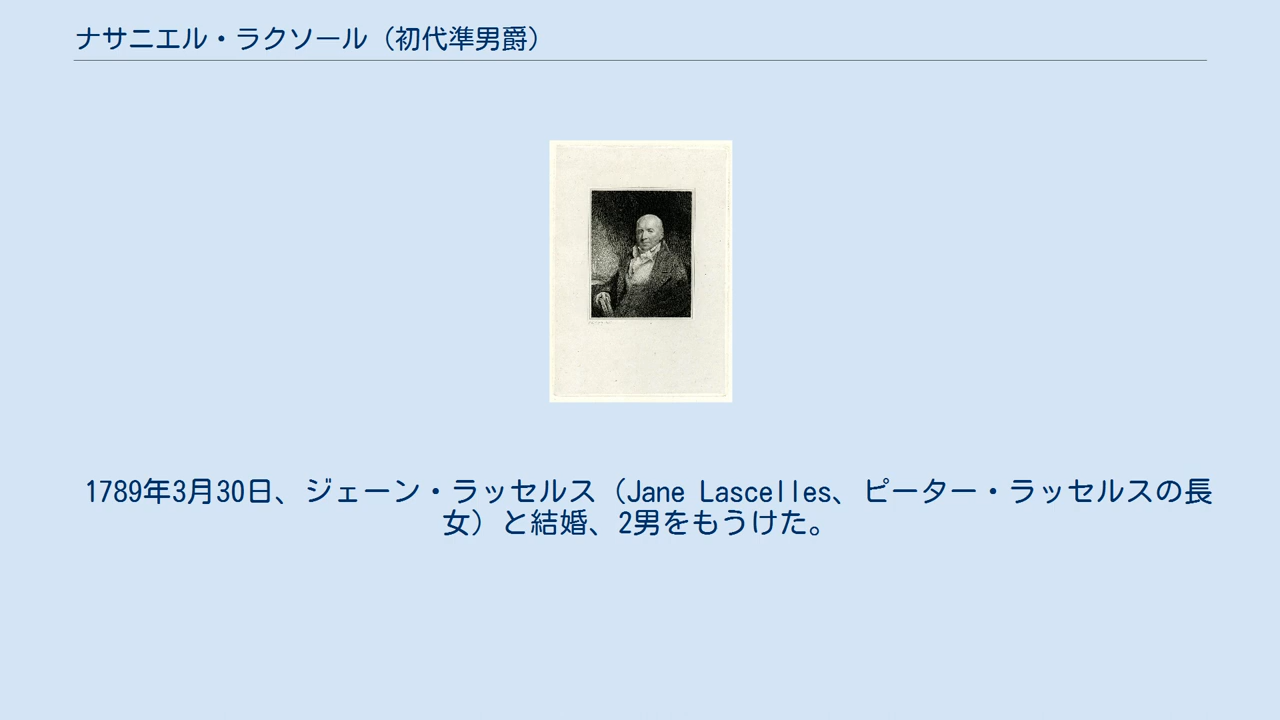 ナサニエル・ラクソール（初代準男爵）
1789年3月30日、ジェーン・ラッセルス（Jane Lascelles、ピーター・ラッセルスの長
女）と結婚、2男をもうけた。